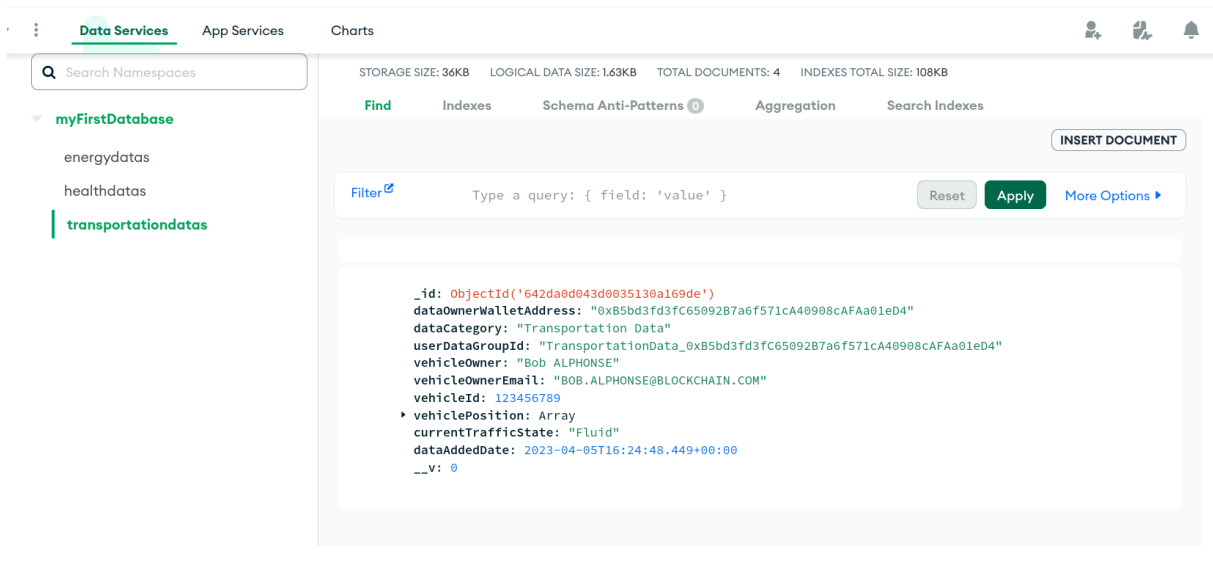 Data Services App Services Charts
Search Namespaces
myFirstDatabase
energydatas
healthdatas
transportationdatas
STORAGE SIZE: 36KB LOGICAL DATA SIZE: 1.63KB TOTAL DOCUMENTS: 4 INDEXES TOTAL SIZE: 108KB
Find Indexes Schema Anti-Patterns 0 Aggregation Search Indexes
INSERT DOCUMENT
Filter Type a query: { field: 'value' } Reset Apply More Options
_id: ObjectId('642da0d043d0035130a169de')
dataOwnerWalletAddress: "0xB5bd3fd3fC65092B7a6f571cA40908cAFAa01eD4"
dataCategory: "Transportation Data"
userDataGroupId: "TransportationData_0xB5bd3fd3fC65092B7a6f571cA40908cAFAa01eD4"
vehicleOwner: "Bob ALPHONSE"
vehicleOwnerEmail: "BOB.ALPHONSE@BLOCKCHAIN.COM"
vehicleId: 123456789
vehiclePosition: Array
currentTrafficState: "Fluid"
dataAddedDate: 2023-04-05T16:24:48.449+00:00
__v: 0